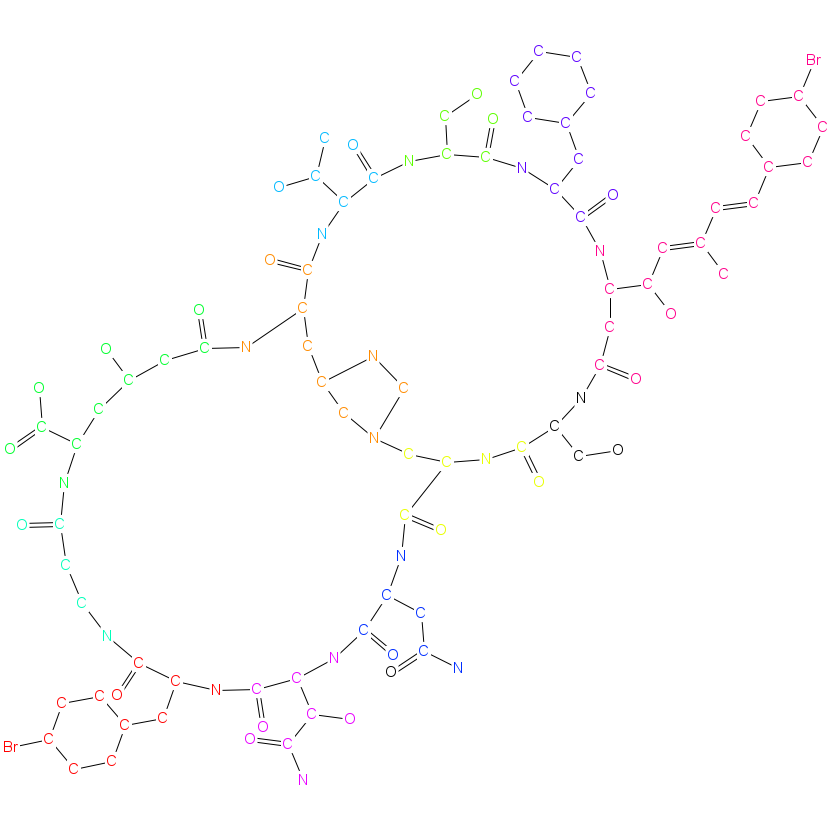 C C C
Br
C C C
O C C C
C O C C
C O C C
N C C N C C
O C C C C O
C C C C
N C N
O C C C C
C O
O C N C
O C N C C
C C O
O C C C O
O C C N C C
O C N C O
N C C C N C C O
N C O
C O
O C N
C C C
C C
N C O
C N C
C C N C C O N
O C C O
C C O C O
Br C C C O C
C C
N